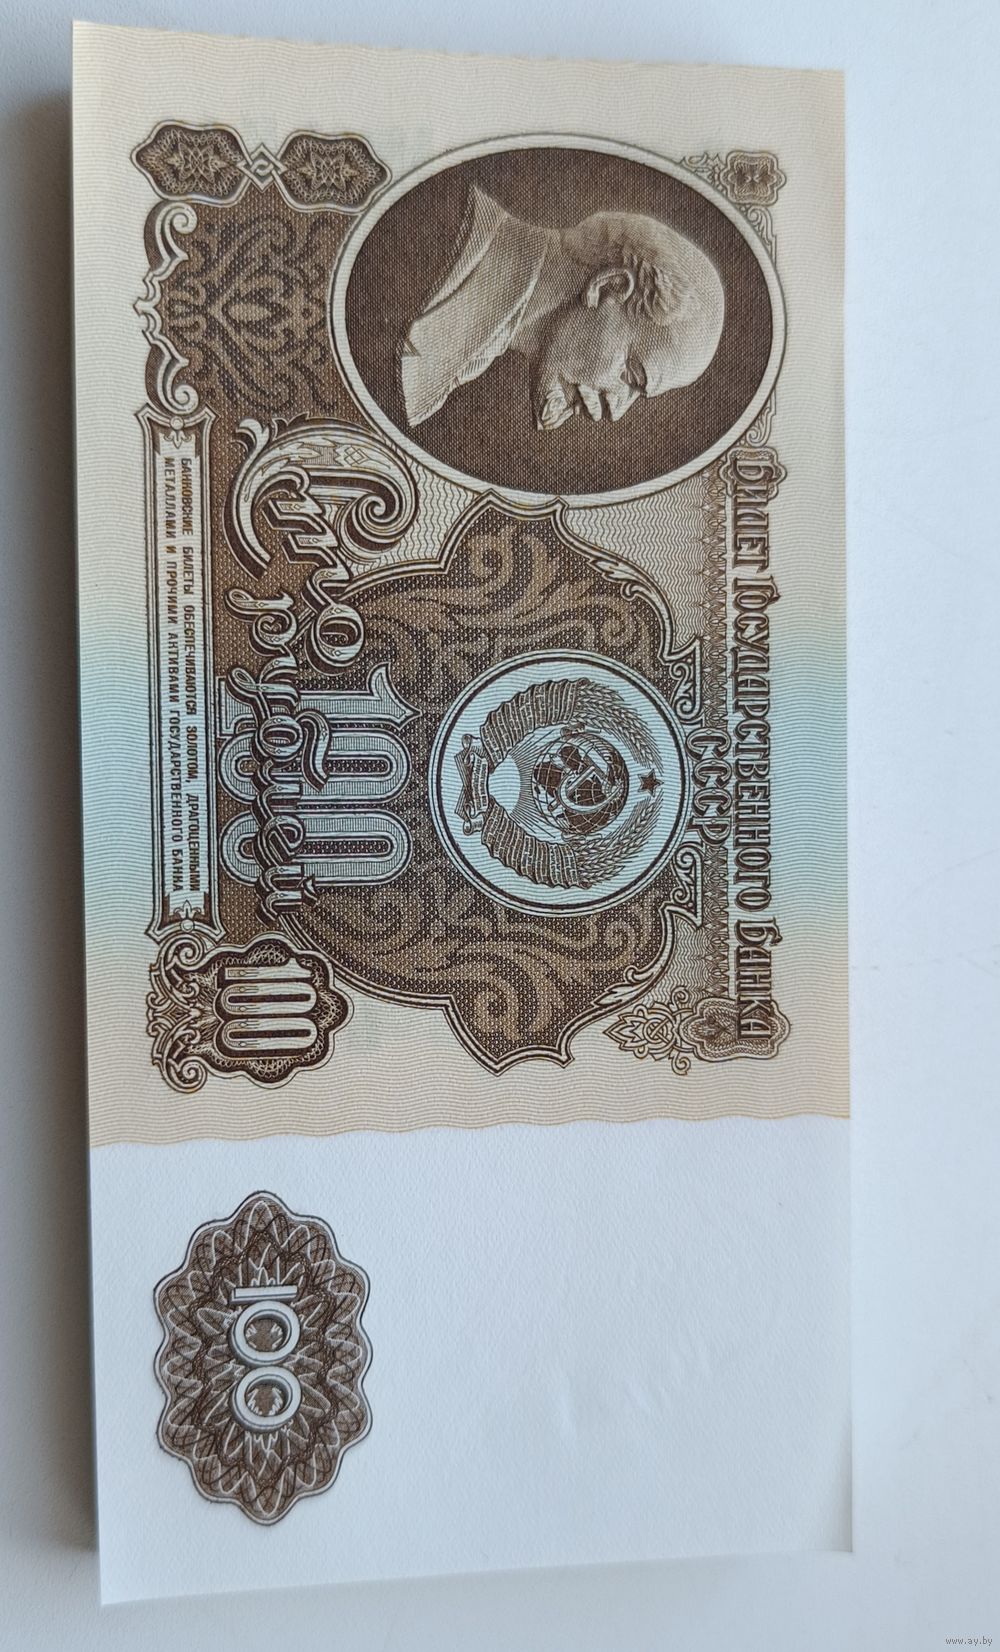 Билет Государственного Банка
СССР
100
Сто
рублей
100
БАНКОВСКИЕ БИЛЕТЫ ОБЕСПЕЧИВАЮТСЯ ЗОЛОТОМ, ДРАГОЦЕННЫМИ
МЕТАЛЛАМИ И ПРОЧИМИ АКТИВАМИ ГОСУДАРСТВЕННОГО БАНКА
100
www.ay.by